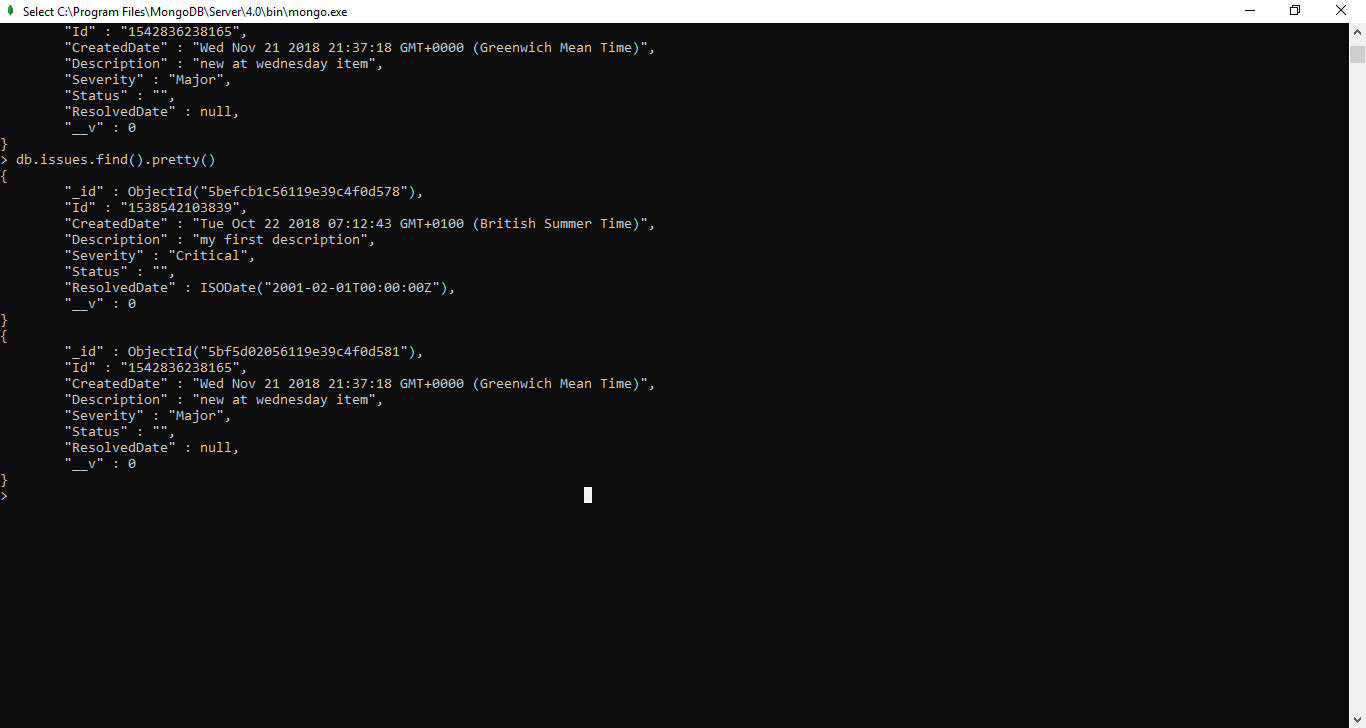 Select C:\Program Files\MongoDB\Server\4.0\bin\mongo.exe
"Id" : "1542836238165",
"CreatedDate" : "Wed Nov 21 2018 21:37:18 GMT+0000 (Greenwich Mean Time)",
"Description" : "new at wednesday item",
"Severity" : "Major",
"Status" : "",
"ResolvedDate" : null,
"__v" : 0
}
> db.issues.find().pretty()
{
"_id" : ObjectId("5befcb1c56119e39c4f0d578"),
"Id" : "1538542103839",
"CreatedDate" : "Tue Oct 22 2018 07:12:43 GMT+0100 (British Summer Time)",
"Description" : "my first description",
"Severity" : "Critical",
"Status" : "",
"ResolvedDate" : ISODate("2001-02-01T00:00:00Z"),
"__v" : 0
}
{
"_id" : ObjectId("5bf5d02056119e39c4f0d581"),
"Id" : "1542836238165",
"CreatedDate" : "Wed Nov 21 2018 21:37:18 GMT+0000 (Greenwich Mean Time)",
"Description" : "new at wednesday item",
"Severity" : "Major",
"Status" : "",
"ResolvedDate" : null,
"__v" : 0
}
>